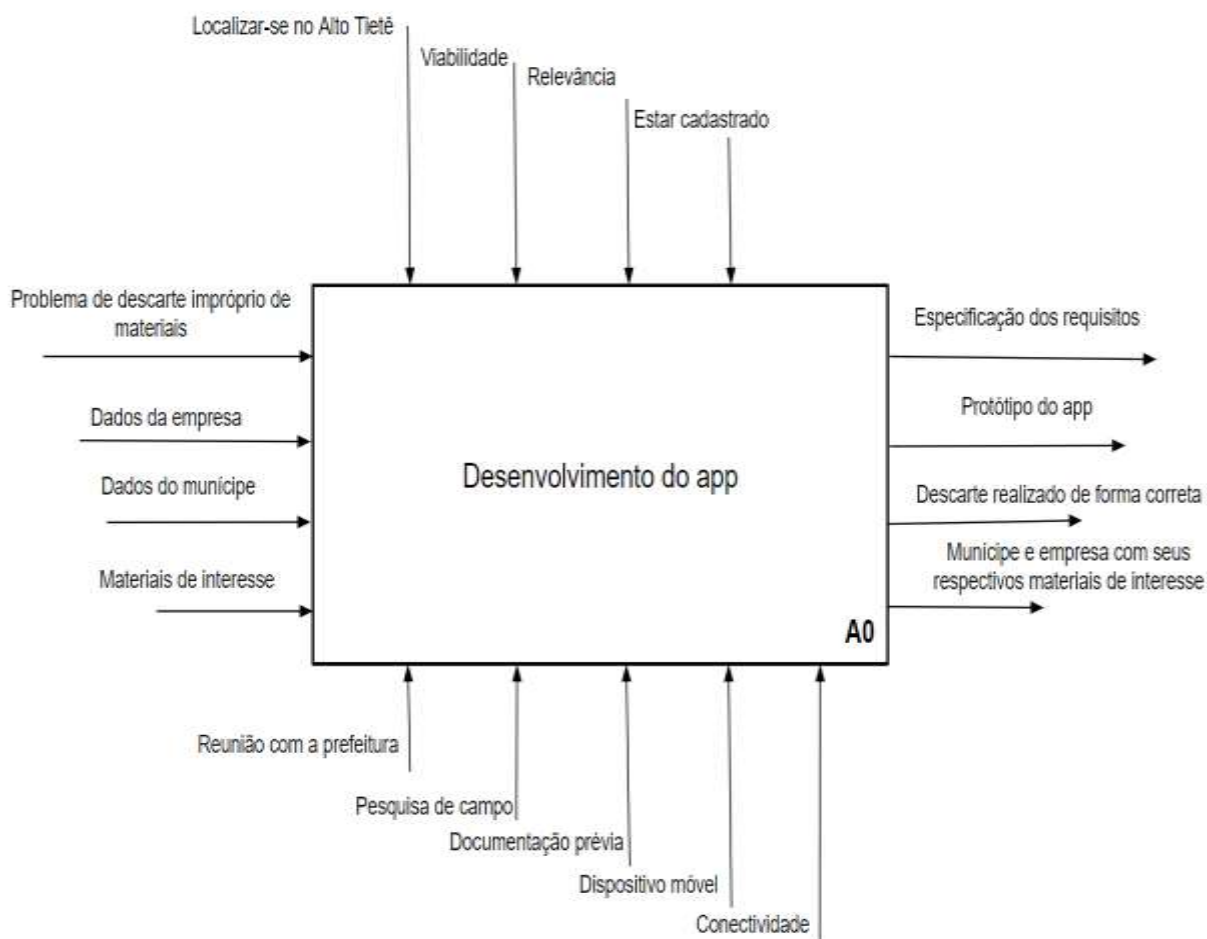 Localizar-se no Alto Tietê
Viabilidade
Relevância
Estar cadastrado
Problema de descarte impróprio de
materiais
Dados da empresa
Dados do munícipe
Materiais de interesse
Desenvolvimento do app
A0
Especificação dos requisitos
Protótipo do app
Descarte realizado de forma correta
Munícipe e empresa com seus
respectivos materiais de interesse
Reunião com a prefeitura
Pesquisa de campo
Documentação prévia
Dispositivo móvel
Conectividade